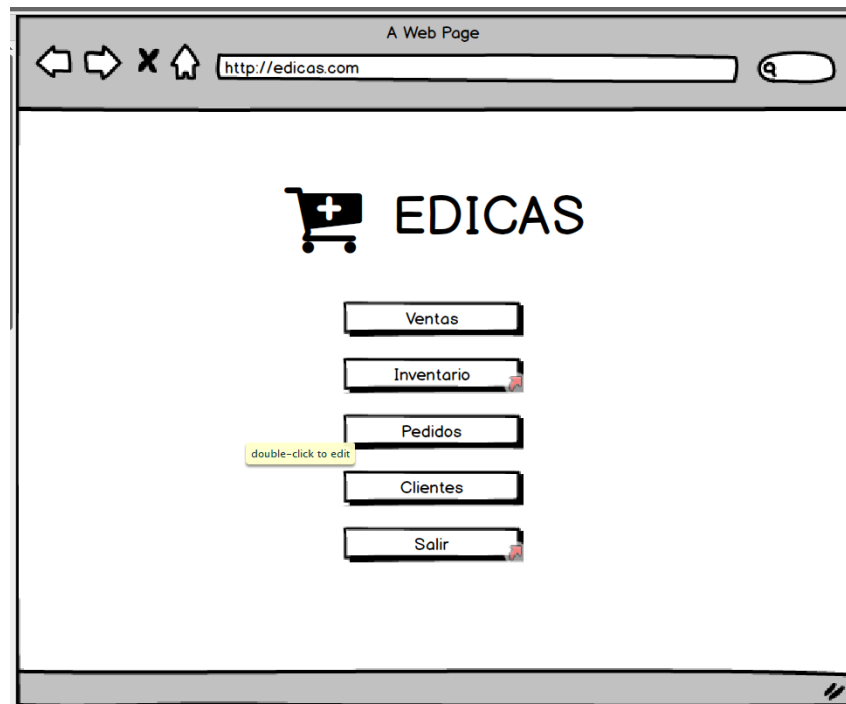 A Web Page
http://edicas.com
EDICAS
Ventas
Inventario
Pedidos
double-click to edit
Clientes
Salir